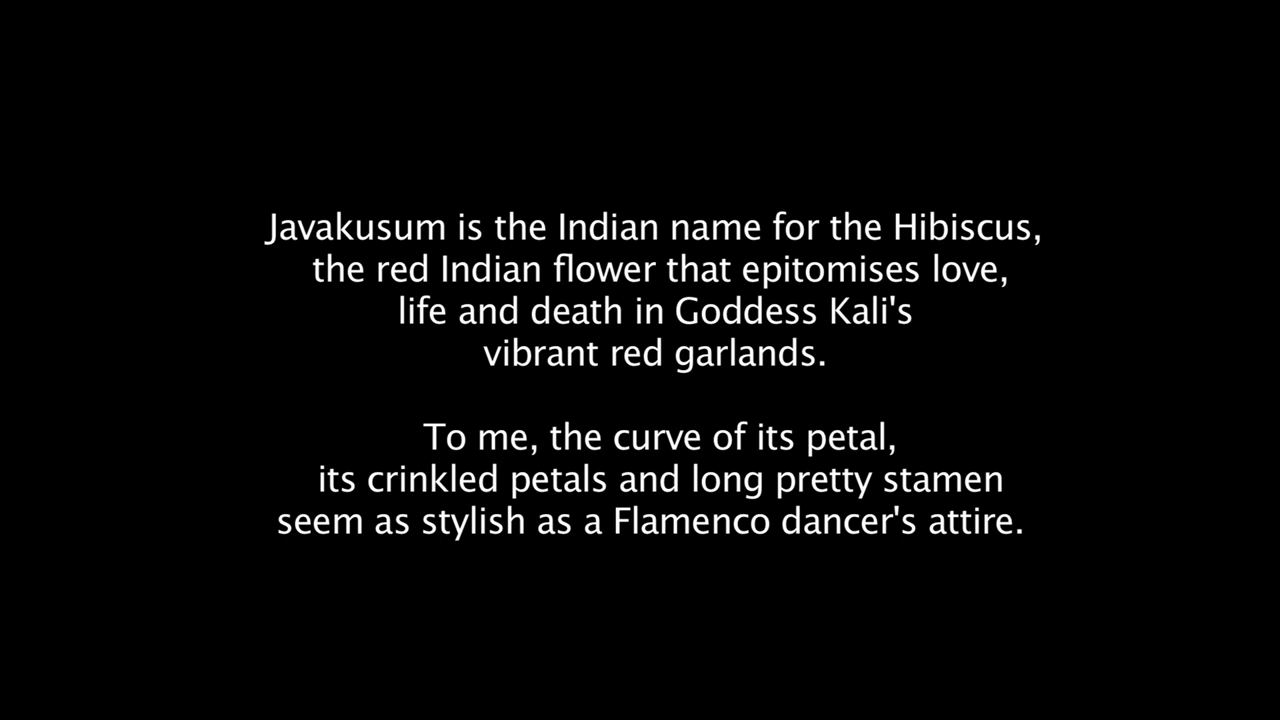 Javakusum is the Indian name for the Hibiscus,
the red Indian flower that epitomises love,
life and death in Goddess Kali's
vibrant red garlands.
To me, the curve of its petal,
its crinkled petals and long pretty stamen
seem as stylish as a Flamenco dancer's attire.